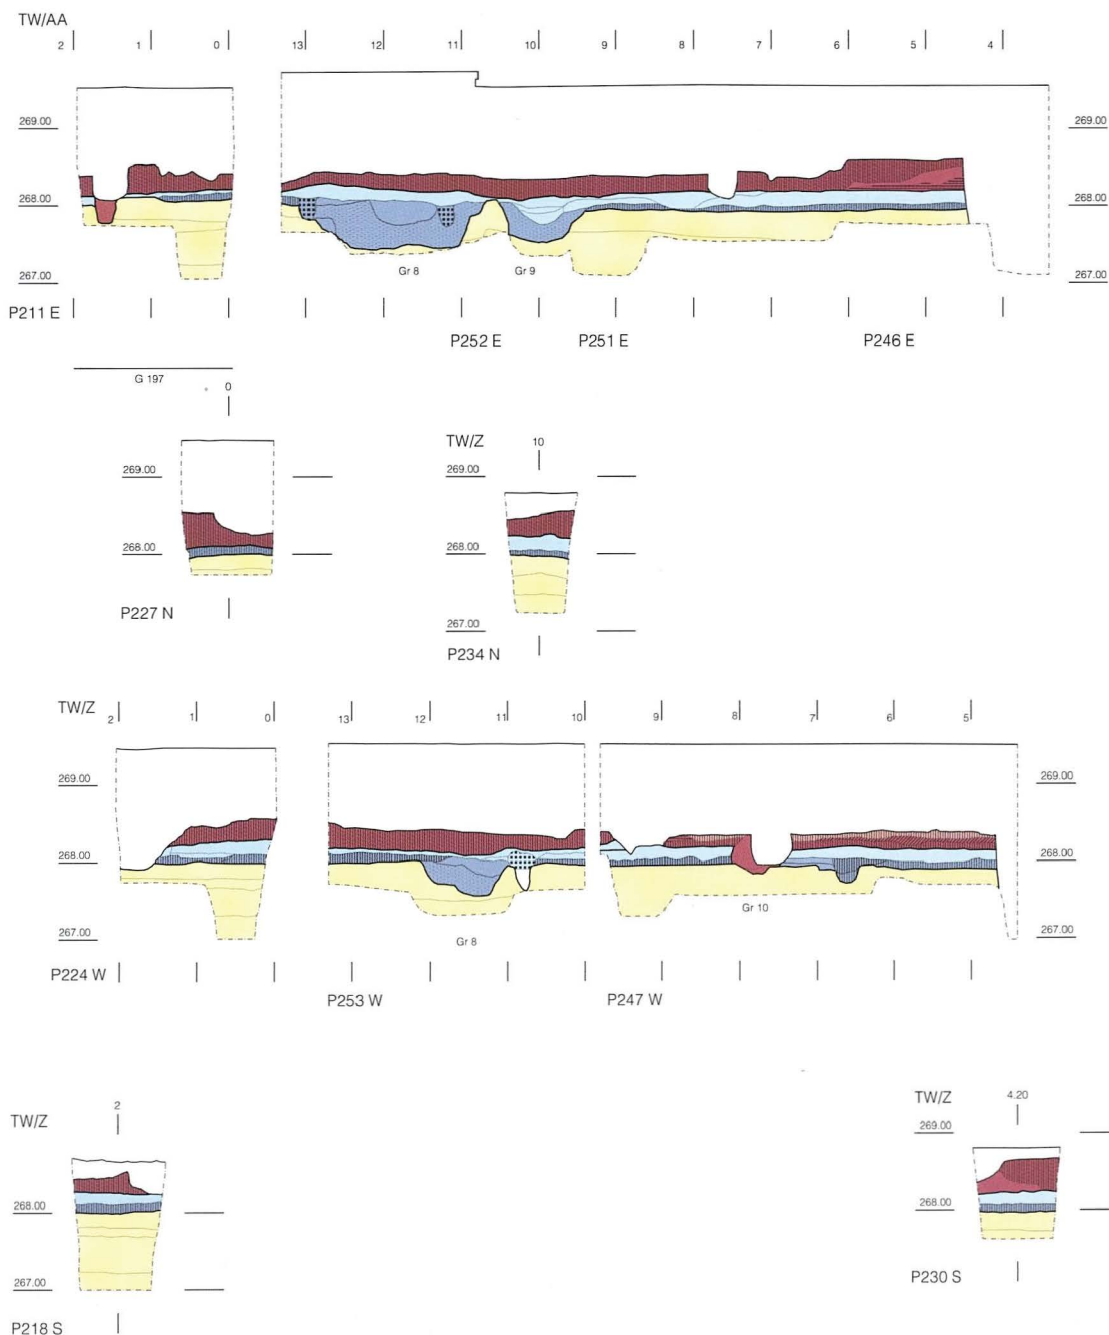 TW/AA
2 1 0 13 12 11 10 9 8 7 6 5 4
269.00 269.00
268.00 268.00
Gr 8 Gr 9
267.00 267.00
P211 E
P252 E P251 E P246 E
G 197
0
TW/Z 10
269.00 269.00
268.00 268.00
P227 N
267.00
P234 N
TW/Z 2 1 0 13 12 11 10 9 8 7 6 5
269.00 269.00
268.00 268.00
Gr 10
267.00 267.00
Gr 8
P224 W
P253 W P247 W
TW/Z 4.20
2
TW/Z
269.00
268.00 268.00
P230 S
267.00
P218 S